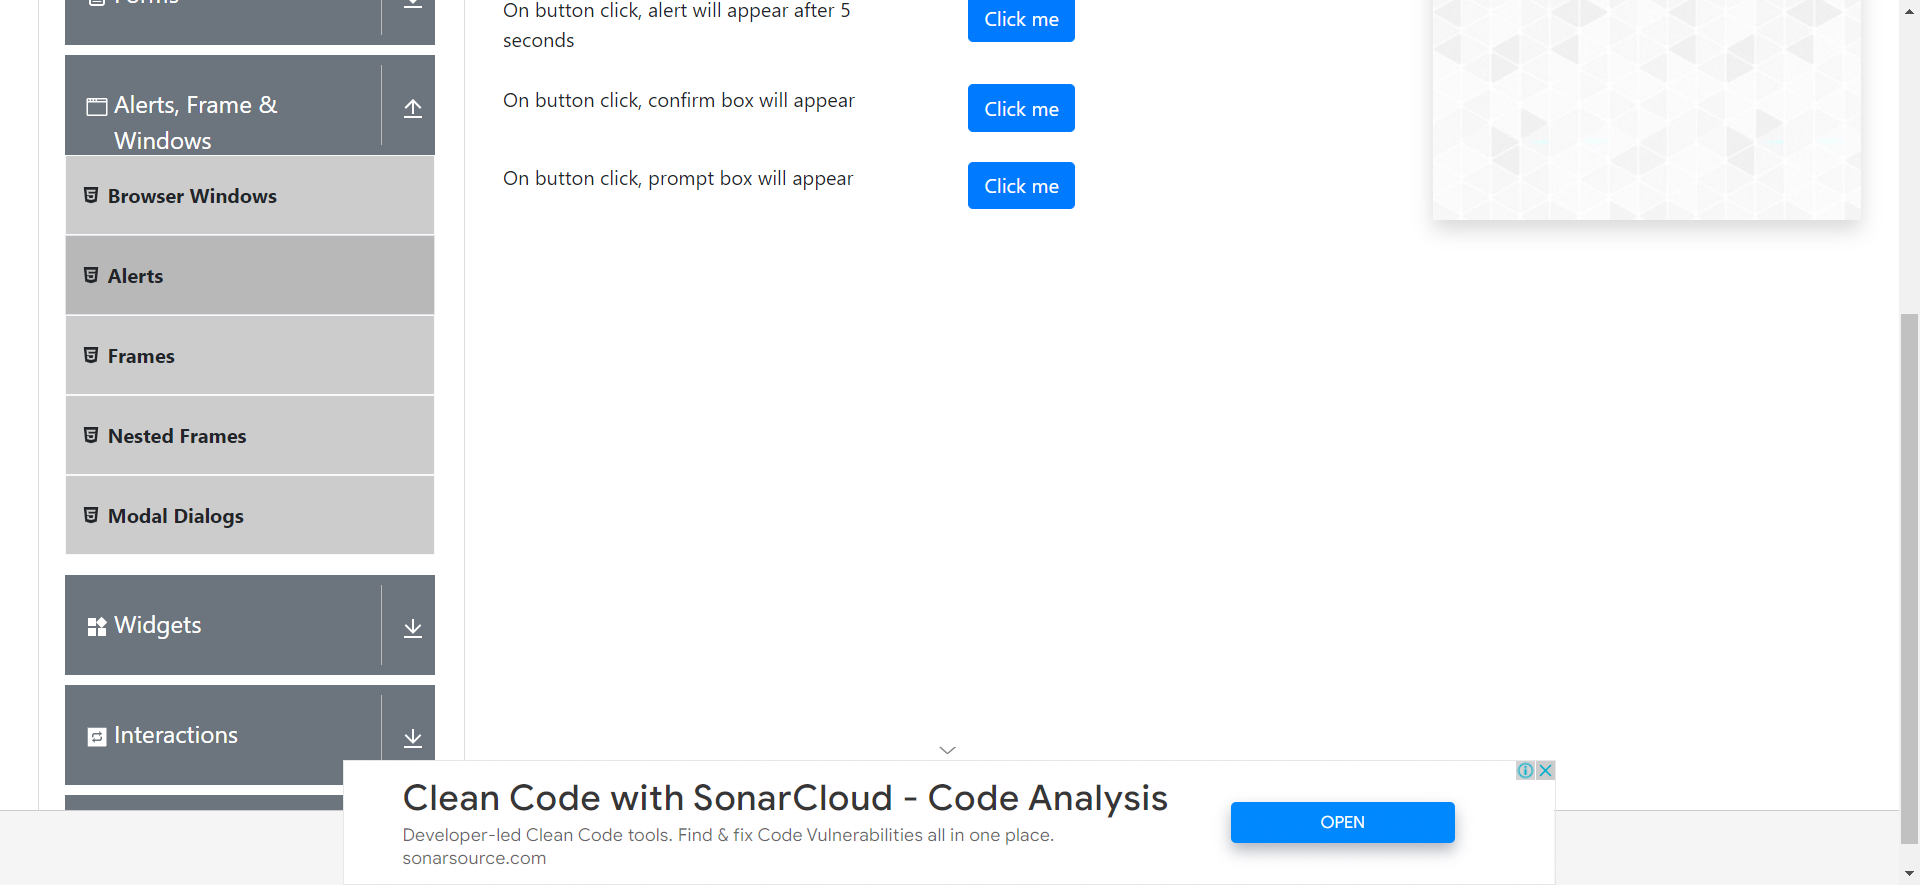 Forms
Alerts, Frame &
Windows
Browser Windows
Alerts
Frames
Nested Frames
Modal Dialogs
Widgets
Interactions
On button click, alert will appear after 5
seconds
Click me
On button click, confirm box will appear
Click me
On button click, prompt box will appear
Click me
Clean Code with SonarCloud - Code Analysis
Developer-led Clean Code tools. Find & fix Code Vulnerabilities all in one place.
sonarsource.com
OPEN